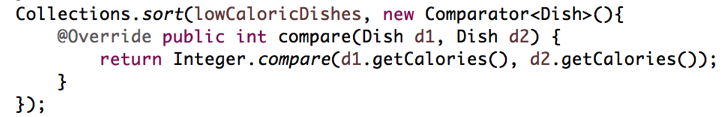 Collections.sort(lowCaloricDishes, new Comparator<Dish>(){
    @Override public int compare(Dish d1, Dish d2) {
        return Integer.compare(d1.getCalories(), d2.getCalories());
    }
});